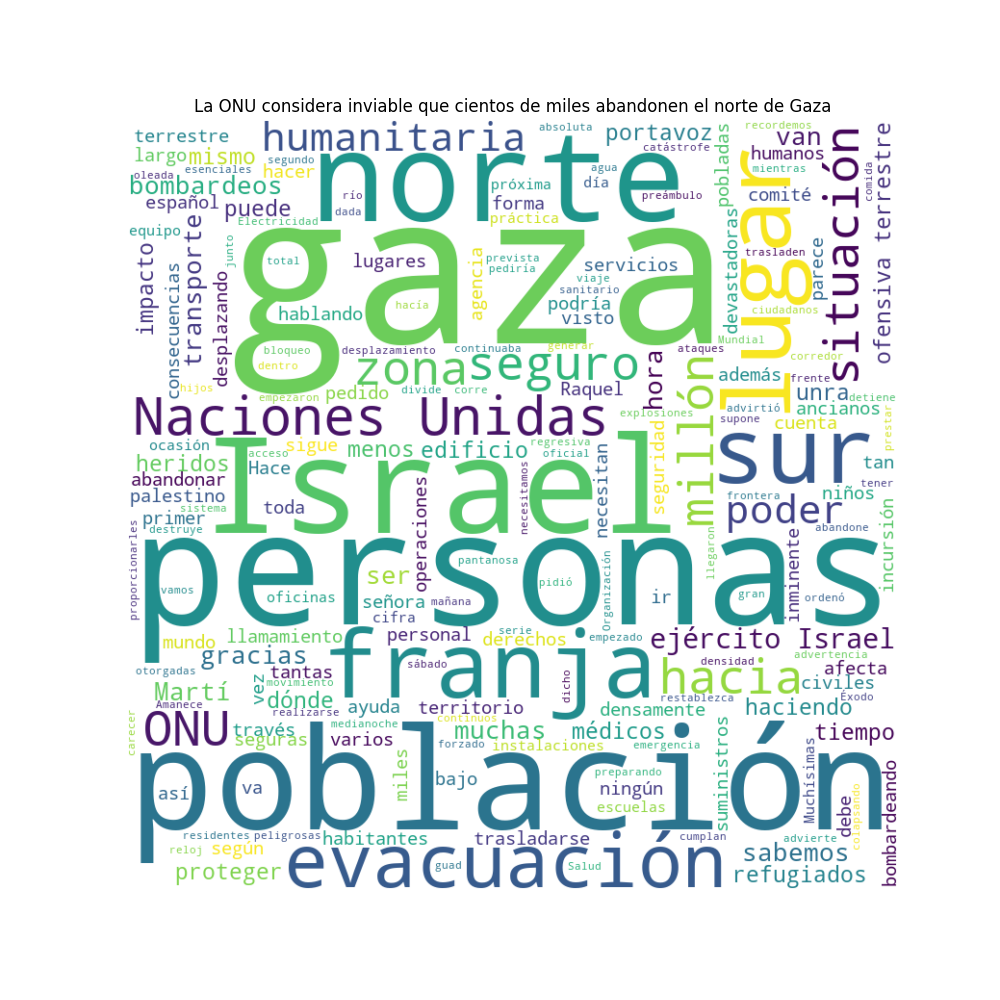 La ONU considera inviable que cientos de miles abandonen el norte de Gaza
terrestre humanitaria absoluta portavoz recordemos
largo mismo segundo norte catástrofe pobladas van
oleada esenciales hacer agua mientras humanos
bombardeos próxima día preámbulo comité comida
español puede río forma lugar situación ofensiva terrestre
dada práctica
equipo Electricidad
impacto transporte junto total gaza lugares servicios devastadoras parece trasladen
prevista pediría viaje
consecuencias desplazando hacía agencia sanitario
hablando podría visto ciudadanos
bloqueo desplazamiento continuaba generar ataques Mundial
dentro zona seguro hora corredor
hijos empezaron pedido divide corre Raquel millón además frente detiene
advirtió unra
Naciones Unidas explosiones supone ancianos
ocasión sigue menos edificio regresiva cuenta prestar
acceso oficial seguridad sur
heridos Hace Israel necesitan tan
abandonar tener
palestino sistema toda operaciones necesitamos frontera niños
primer poder
destruye abandone incursión
proporcionarles personas llegaron inminente
vamos pantanosa pidió gran
oficinas ser señora mañana Organización ir ordenó
cifra
mundo llamamiento personal serie derechos empezado ejército Israel
gracias franja densidad advertencia
otorgadas tantas sábado hacia afecta
Martí vez movimiento dicho civiles
Amanece dónde restablezca Éxodo
realizarse ayuda territorio densamente haciendo
ONU medianoche continuos
carecer través muchas médicos tiempo
seguras varios forzado instalaciones emergencia
población miles bajo preparando suministros Muchísimas
así va ningún debe colapsando bombardeando
escuelas
residentes peligrosas habitantes trasladarse cumplan advierte
reloj según evacuación sabemos
proteger guad Salud refugiados